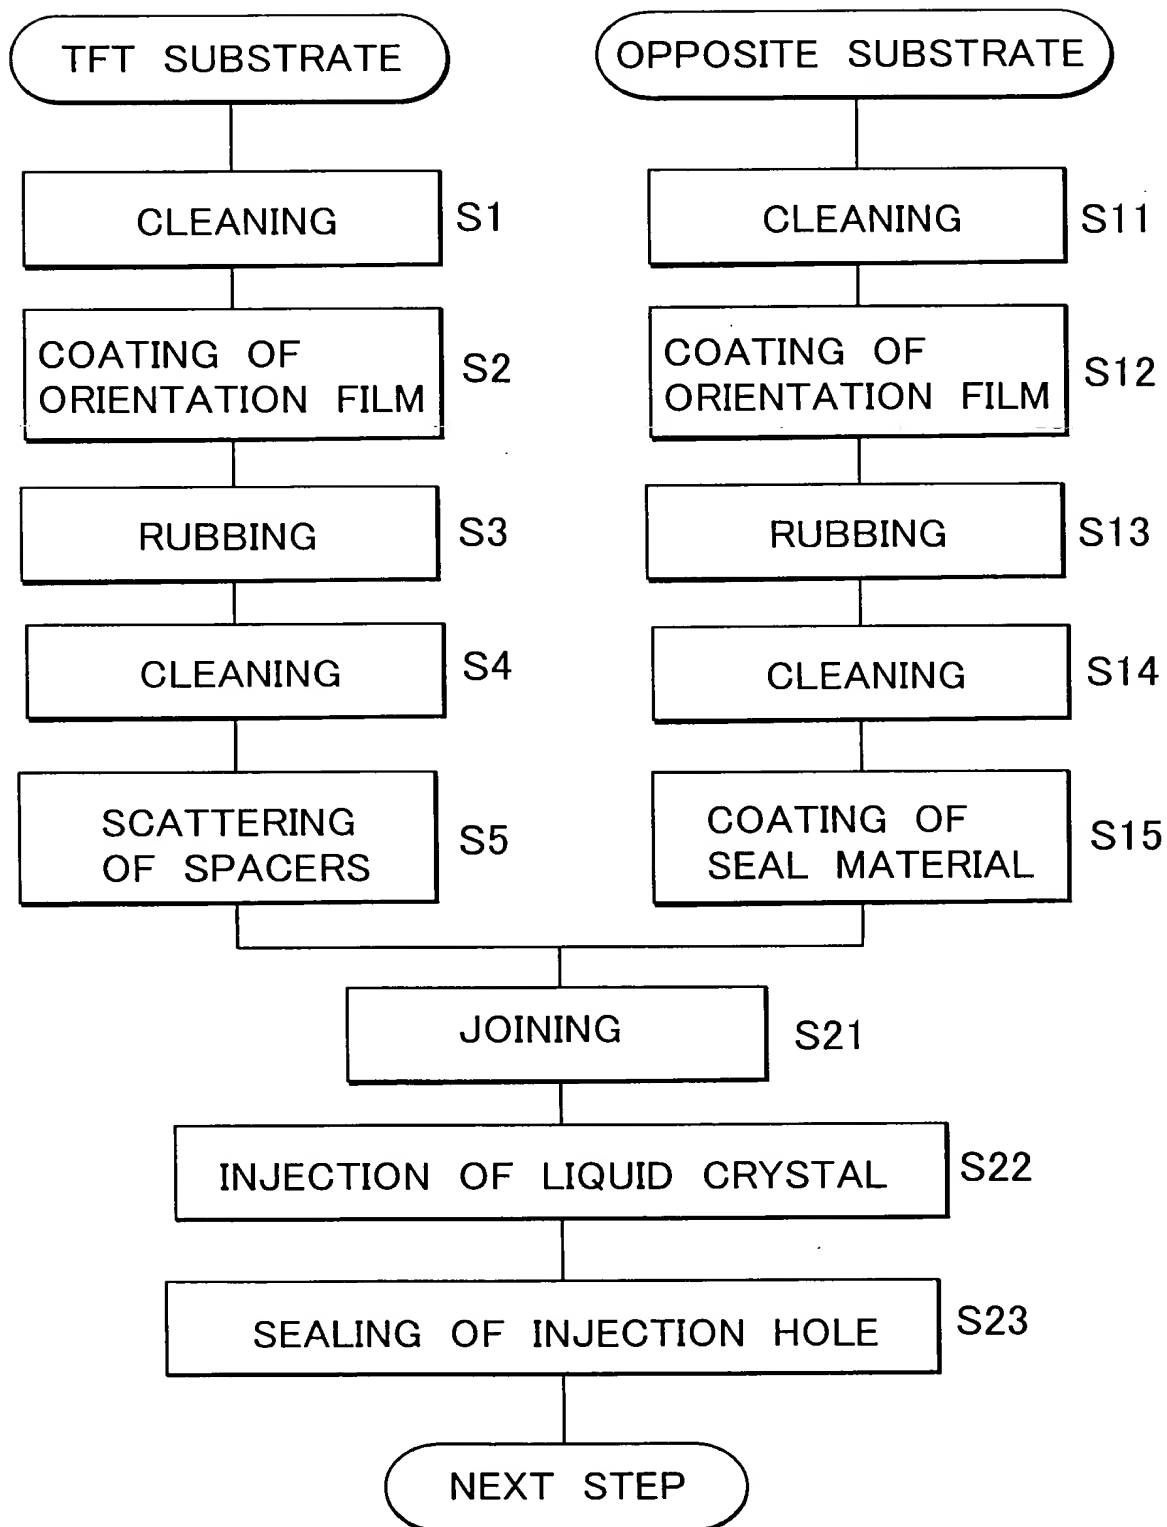 TFT SUBSTRATE
OPPOSITE SUBSTRATE
CLEANING
S1
CLEANING
S11
COATING OF
ORIENTATION FILM
S2
COATING OF
ORIENTATION FILM
S12
RUBBING
S3
RUBBING
S13
CLEANING
S4
CLEANING
S14
SCATTERING
OF SPACERS
S5
COATING OF
SEAL MATERIAL
S15
JOINING
S21
INJECTION OF LIQUID CRYSTAL
S22
SEALING OF INJECTION HOLE
S23
NEXT STEP